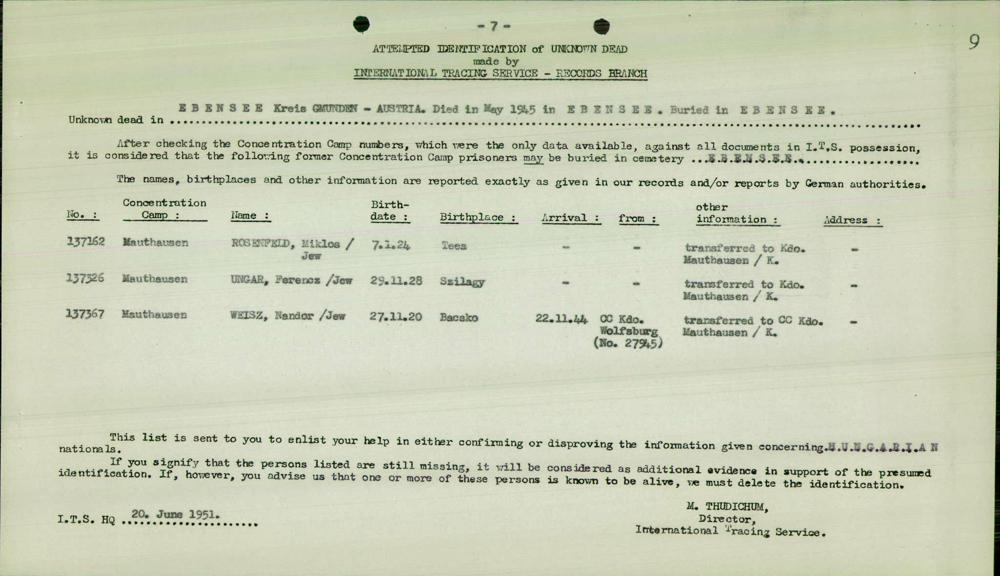 - 7 -
9
ATTEMPTED IDENTIFICATION of UNKNOWN DEAD
made by
INTERNATIONAL TRACING SERVICE - RECORDS BRANCH
E B E N S E E Kreis GMUNDEN - AUSTRIA. Died in May 1945 in E B E N S E E . Buried in E B E N S E E .
Unknown dead in ..........
After checking the Concentration Camp numbers, which were the only data available, against all documents in I.T.S. possession,
it is considered that the following former Concentration Camp prisoners may be buried in cemetery ...E.B.E.N.S.E.E..............
The names, birthplaces and other information are reported exactly as given in our records and/or reports by German authorities.
No. : Concentration Camp : Name : Birth-date : Birthplace : Arrival : from : other information : Address :
137162 Mauthausen ROSENFELD, Miklos / 7.1.24 Tees - - transferred to Kdo. -
Jew Mauthausen / K.
137326 Mauthausen UNGAR, Ferencz /Jew 29.11.28 Szilagy - - transferred to Kdo. -
Mauthausen / K.
137367 Mauthausen WEISZ, Nandor /Jew 27.11.20 Bacsko 22.11.44 CC Kdo. transferred to CC Kdo. -
Wolfsburg Mauthausen / K.
(No. 27945)
This list is sent to you to enlist your help in either confirming or disproving the information given concerning.H.U.N.G.A.R.I.A N
nationals.
If you signify that the persons listed are still missing, it will be considered as additional evidence in support of the presumed
identification. If, however, you advise us that one or more of these persons is known to be alive, we must delete the identification.
M. THUDICHUM,
Director,
International Tracing Service.
I.T.S. HQ ..20. June 1951.......